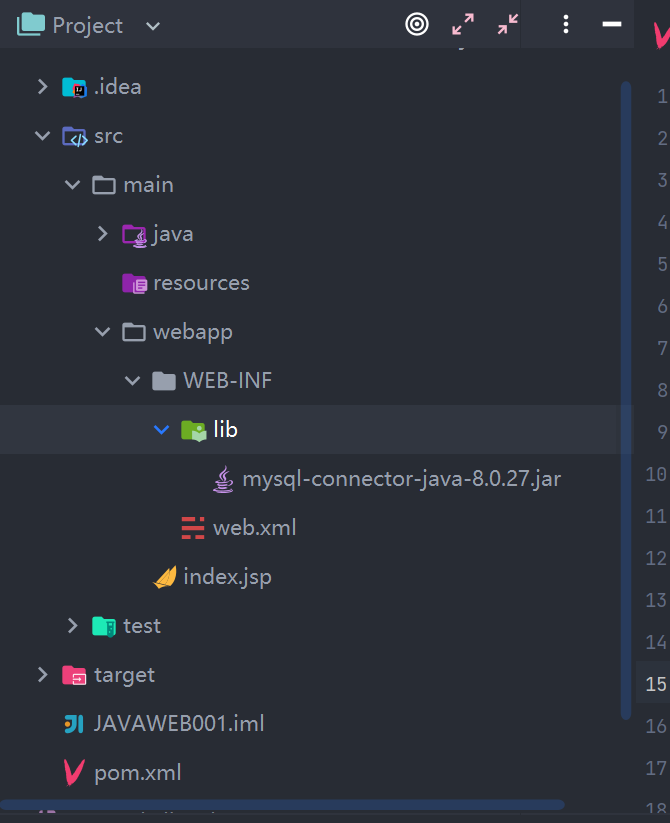 Project
.idea
src
main
java
resources
webapp
WEB-INF
lib
mysql-connector-java-8.0.27.jar
web.xml
index.jsp
test
target
JAVAWEB001.iml
pom.xml
1
2
3
4
5
6
7
8
9
10
11
12
13
14
15
16
17
18